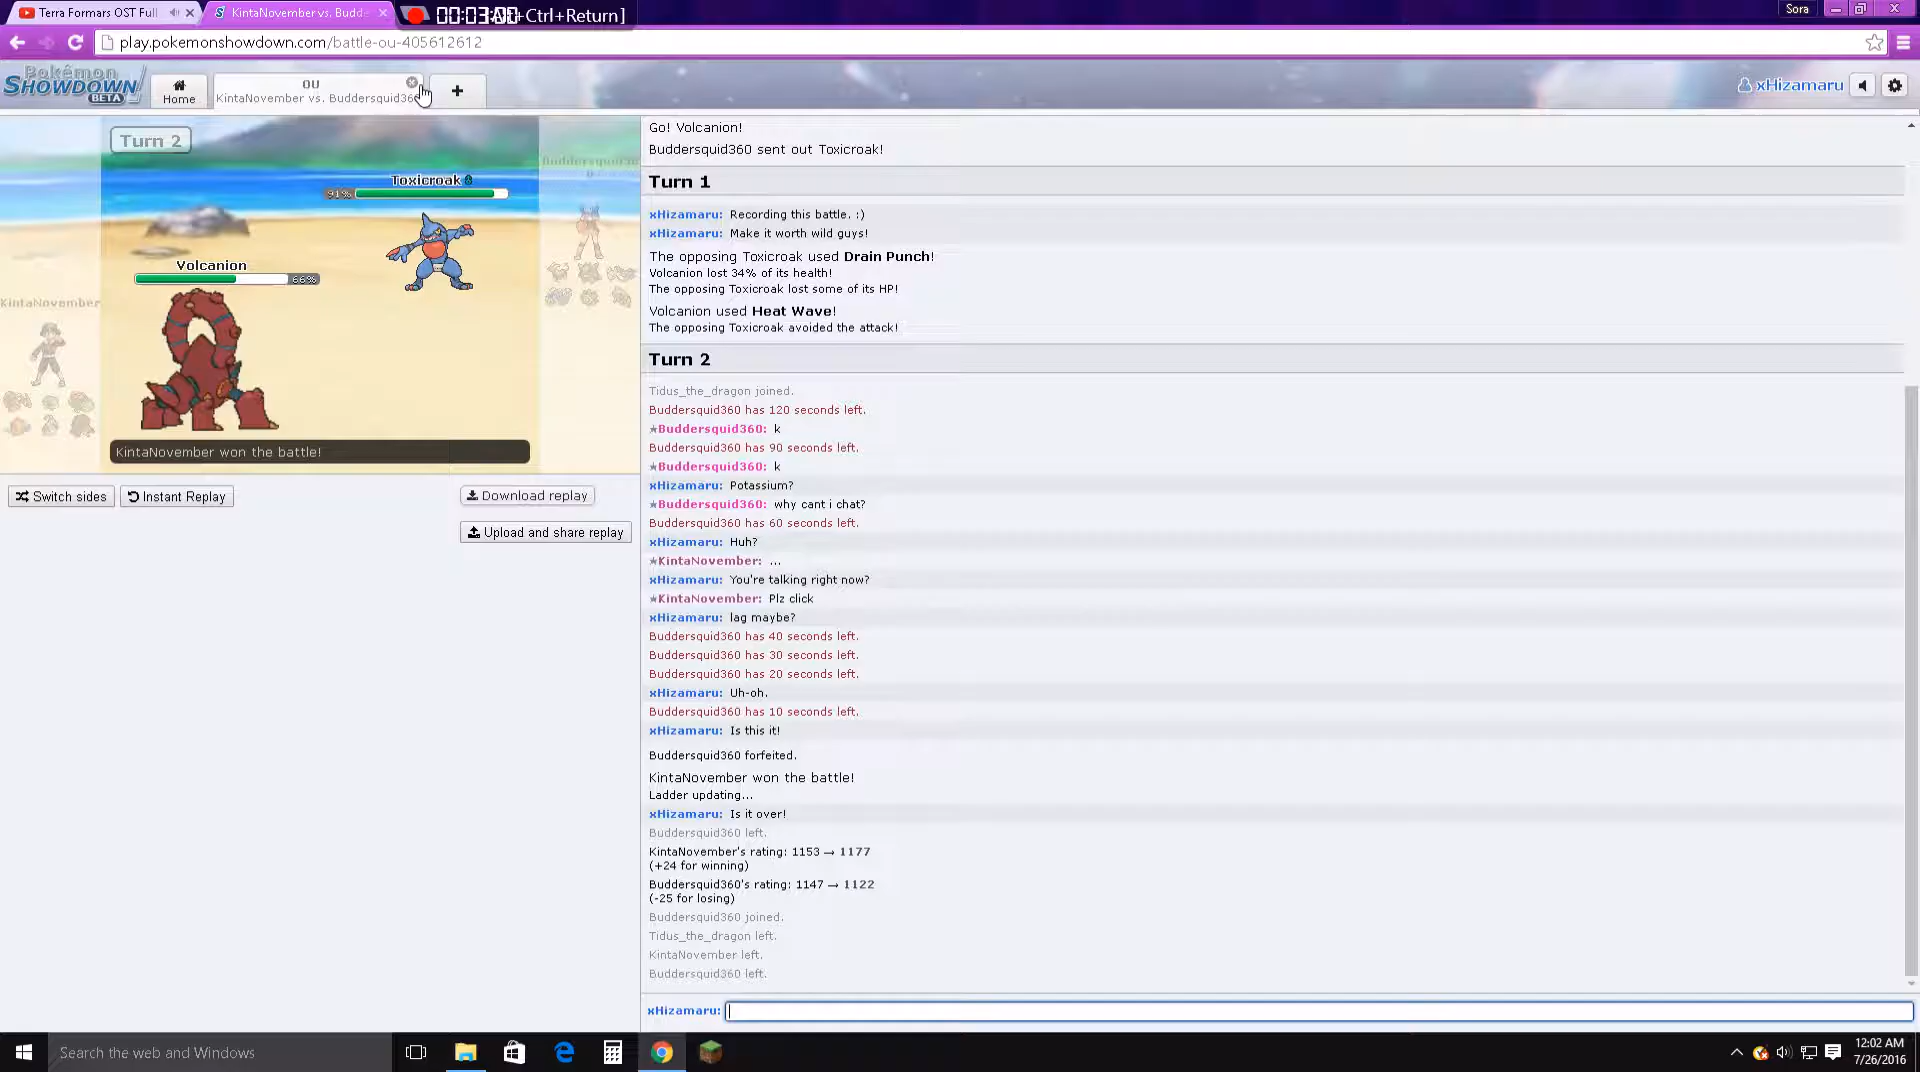 Terra Formars OST Full
KintaNovember vs. Budde
00:03:00
+Ctrl+Return]
Sora
play.pokemonshowdown.com/battle-ou-405612612
Pokémon
SHOWDOWN
BETA
Home
OU
KintaNovember vs. Buddersquid36
+
xHizamaru
Turn 2
Toxicroak
91%
Volcanion
66%
KintaNovember
KintaNovember won the battle!
Switch sides
Instant Replay
Download replay
Upload and share replay
Go! Volcanion!
Buddersquid360 sent out Toxicroak!
Turn 1
xHizamaru: Recording this battle. :)
xHizamaru: Make it worth wild guys!
The opposing Toxicroak used Drain Punch!
Volcanion lost 34% of its health!
The opposing Toxicroak lost some of its HP!
Volcanion used Heat Wave!
The opposing Toxicroak avoided the attack!
Turn 2
Tidus_the_dragon joined.
Buddersquid360 has 120 seconds left.
★Buddersquid360: k
Buddersquid360 has 90 seconds left.
★Buddersquid360: k
xHizamaru: Potassium?
★Buddersquid360: why cant i chat?
Buddersquid360 has 60 seconds left.
xHizamaru: Huh?
★KintaNovember: ...
xHizamaru: You're talking right now?
★KintaNovember: Plz click
xHizamaru: lag maybe?
Buddersquid360 has 40 seconds left.
Buddersquid360 has 30 seconds left.
Buddersquid360 has 20 seconds left.
xHizamaru: Uh-oh.
Buddersquid360 has 10 seconds left.
xHizamaru: Is this it!
Buddersquid360 forfeited.
KintaNovember won the battle!
Ladder updating...
xHizamaru: Is it over!
Buddersquid360 left.
KintaNovember's rating: 1153 → 1177
(+24 for winning)
Buddersquid360's rating: 1147 → 1122
(-25 for losing)
Buddersquid360 joined.
Tidus_the_dragon left.
KintaNovember left.
Buddersquid360 left.
xHizamaru:
Search the web and Windows
12:02 AM
7/26/2016